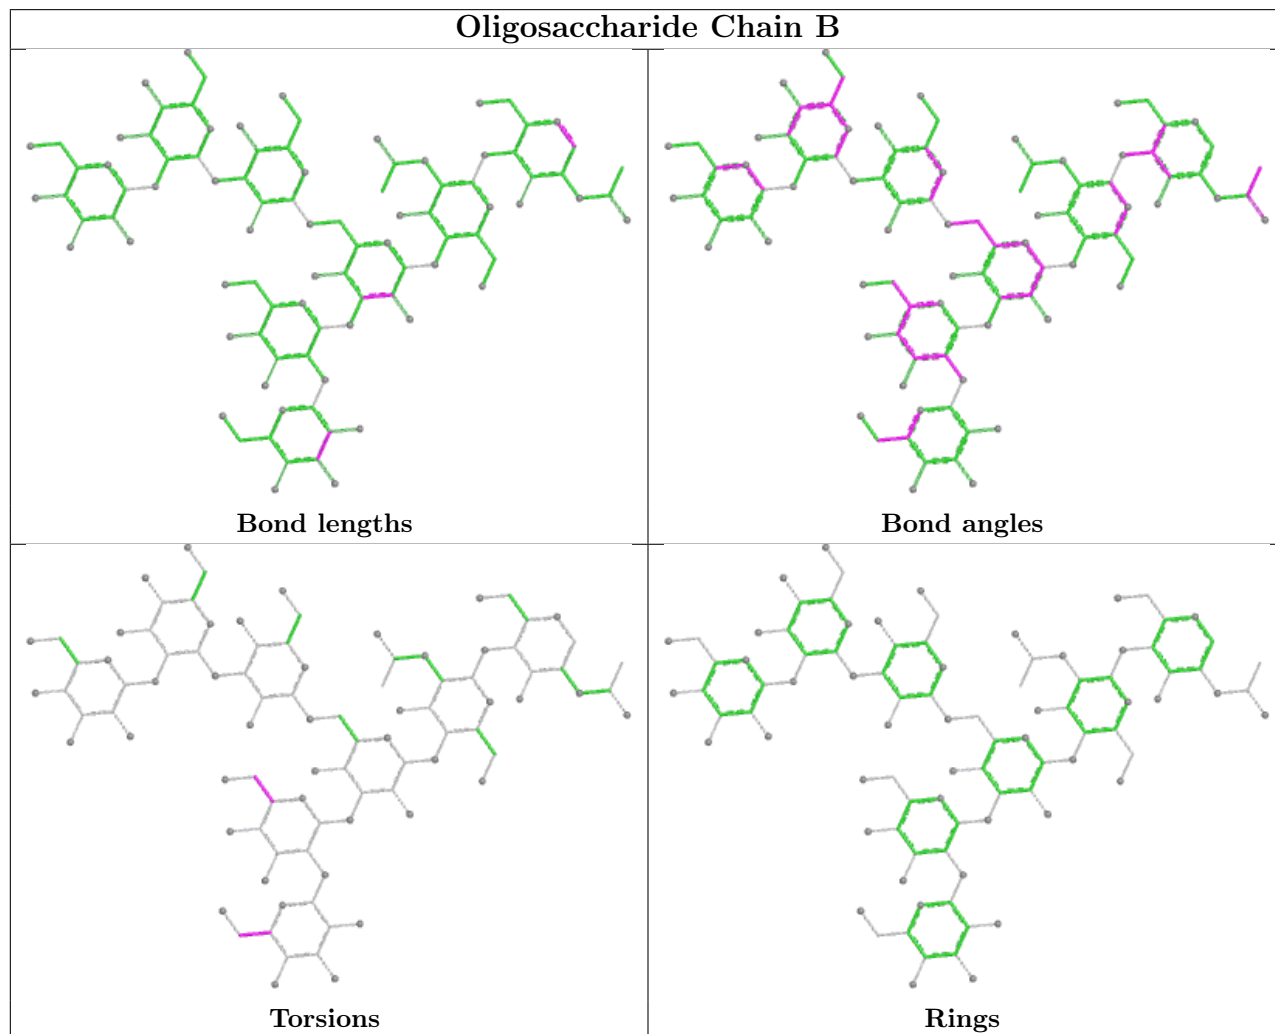 Oligosaccharide Chain B
Bond lengths
Bond angles
Torsions
Rings